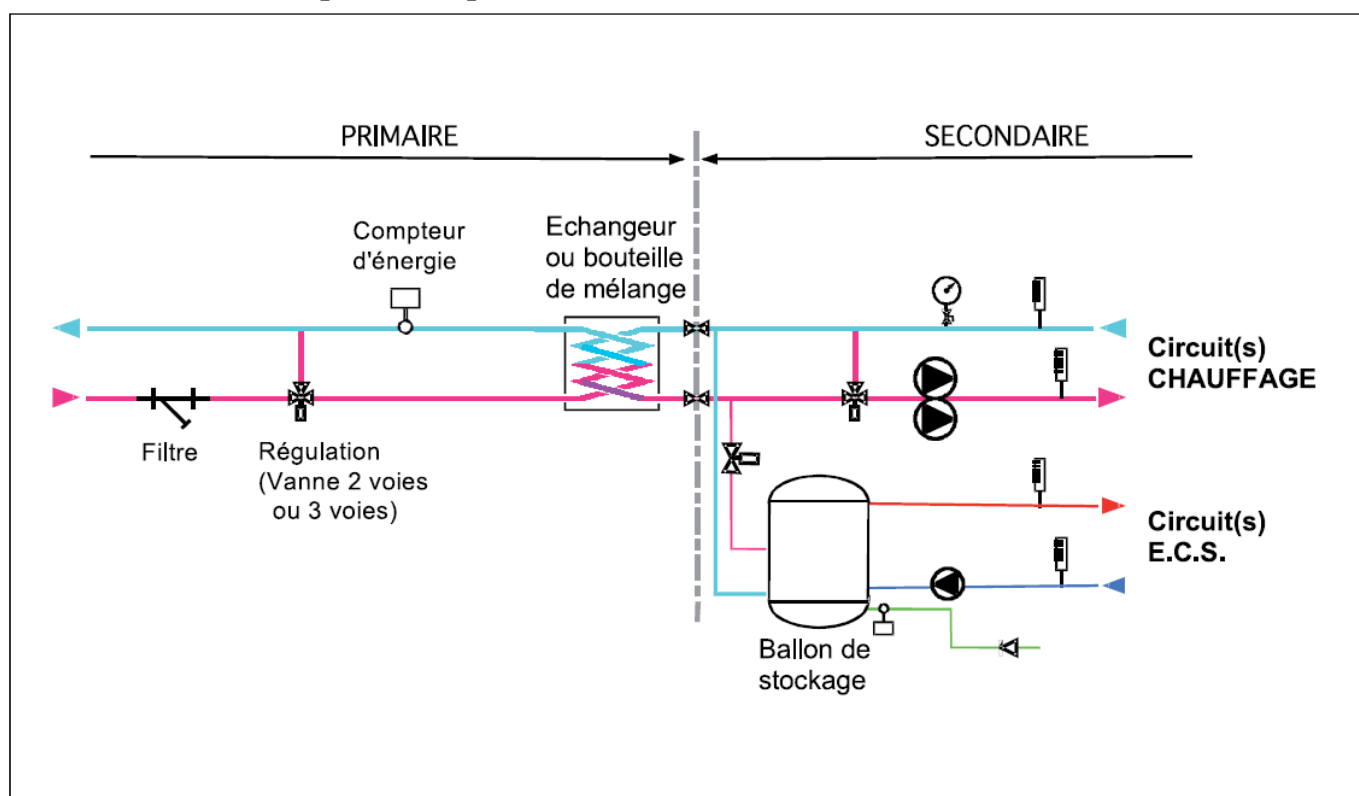 PRIMAIRE
SECONDAIRE
Compteur
d'énergie
Echangeur
ou bouteille
de mélange
Circuit(s)
CHAUFFAGE
Filtre
Régulation
(Vanne 2 voies
ou 3 voies)
Circuit(s)
E.C.S.
Ballon de
stockage